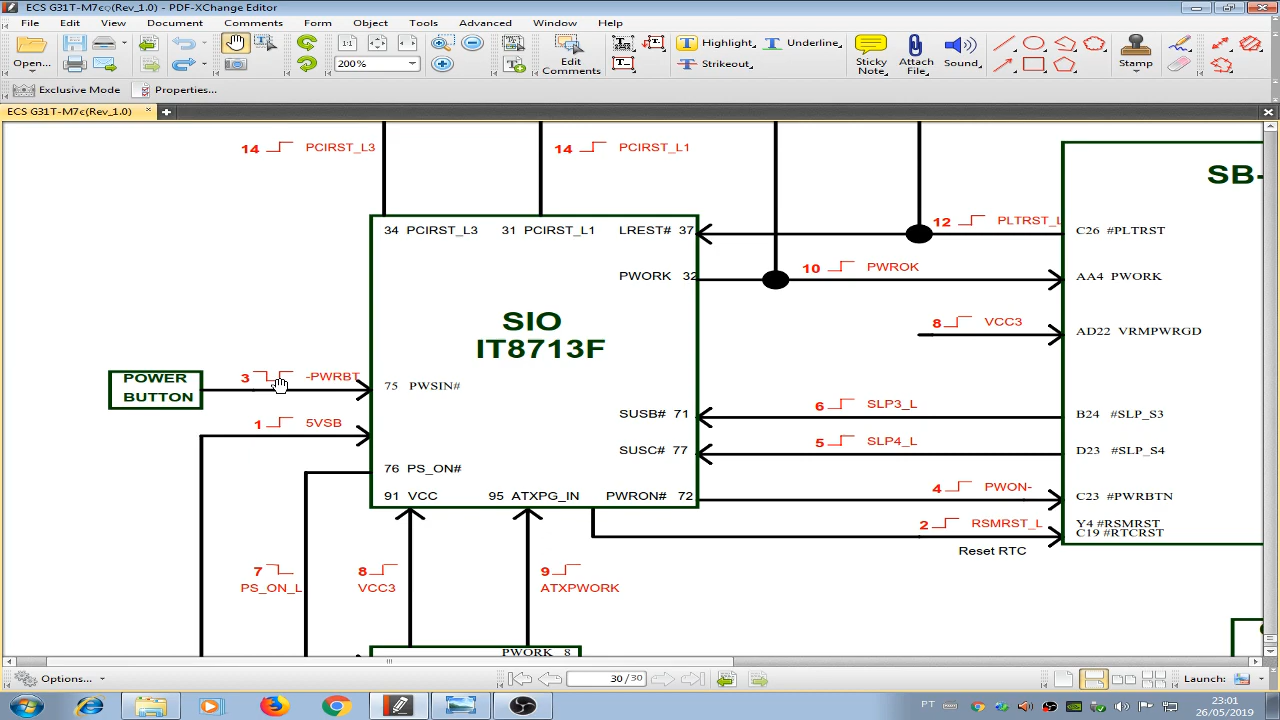 ECS G31T-M7c(Rev_1.0) - PDF-XChange Editor
File Edit View Document Comments Form Object Tools Advanced Window Help
Open...
200%
Edit Comments
Highlight
Strikeout
Underline
Sticky Note
Attach File
Sound
Stamp
Exclusive Mode Properties...
ECS G31T-M7c(Rev_1.0)
14 PCIRST_L3
14 PCIRST_L1
SB-
34 PCIRST_L3 31 PCIRST_L1 LREST# 37
12 PLTRST_L
C26 #PLTRST
PWORK 32
10 PWROK
AA4 PWORK
SIO
IT8713F
8 VCC3
AD22 VRMPWRGD
POWER
BUTTON
3 -PWRBT
75 PWSIN#
1 5VSB
SUSB# 71
6 SLP3_L
B24 #SLP_S3
SUSC# 77
5 SLP4_L
D23 #SLP_S4
76 PS_ON#
91 VCC 95 ATXPG_IN PWRON# 72
4 PWON-
C23 #PWRBTN
2 RSMRST_L
Y4 #RSMRST
C19 #RTCRST
Reset RTC
7 PS_ON_L
8 VCC3
9 ATXPWORK
PWORK 8
Options...
30/30
Launch:
PT
23:01
26/05/2019